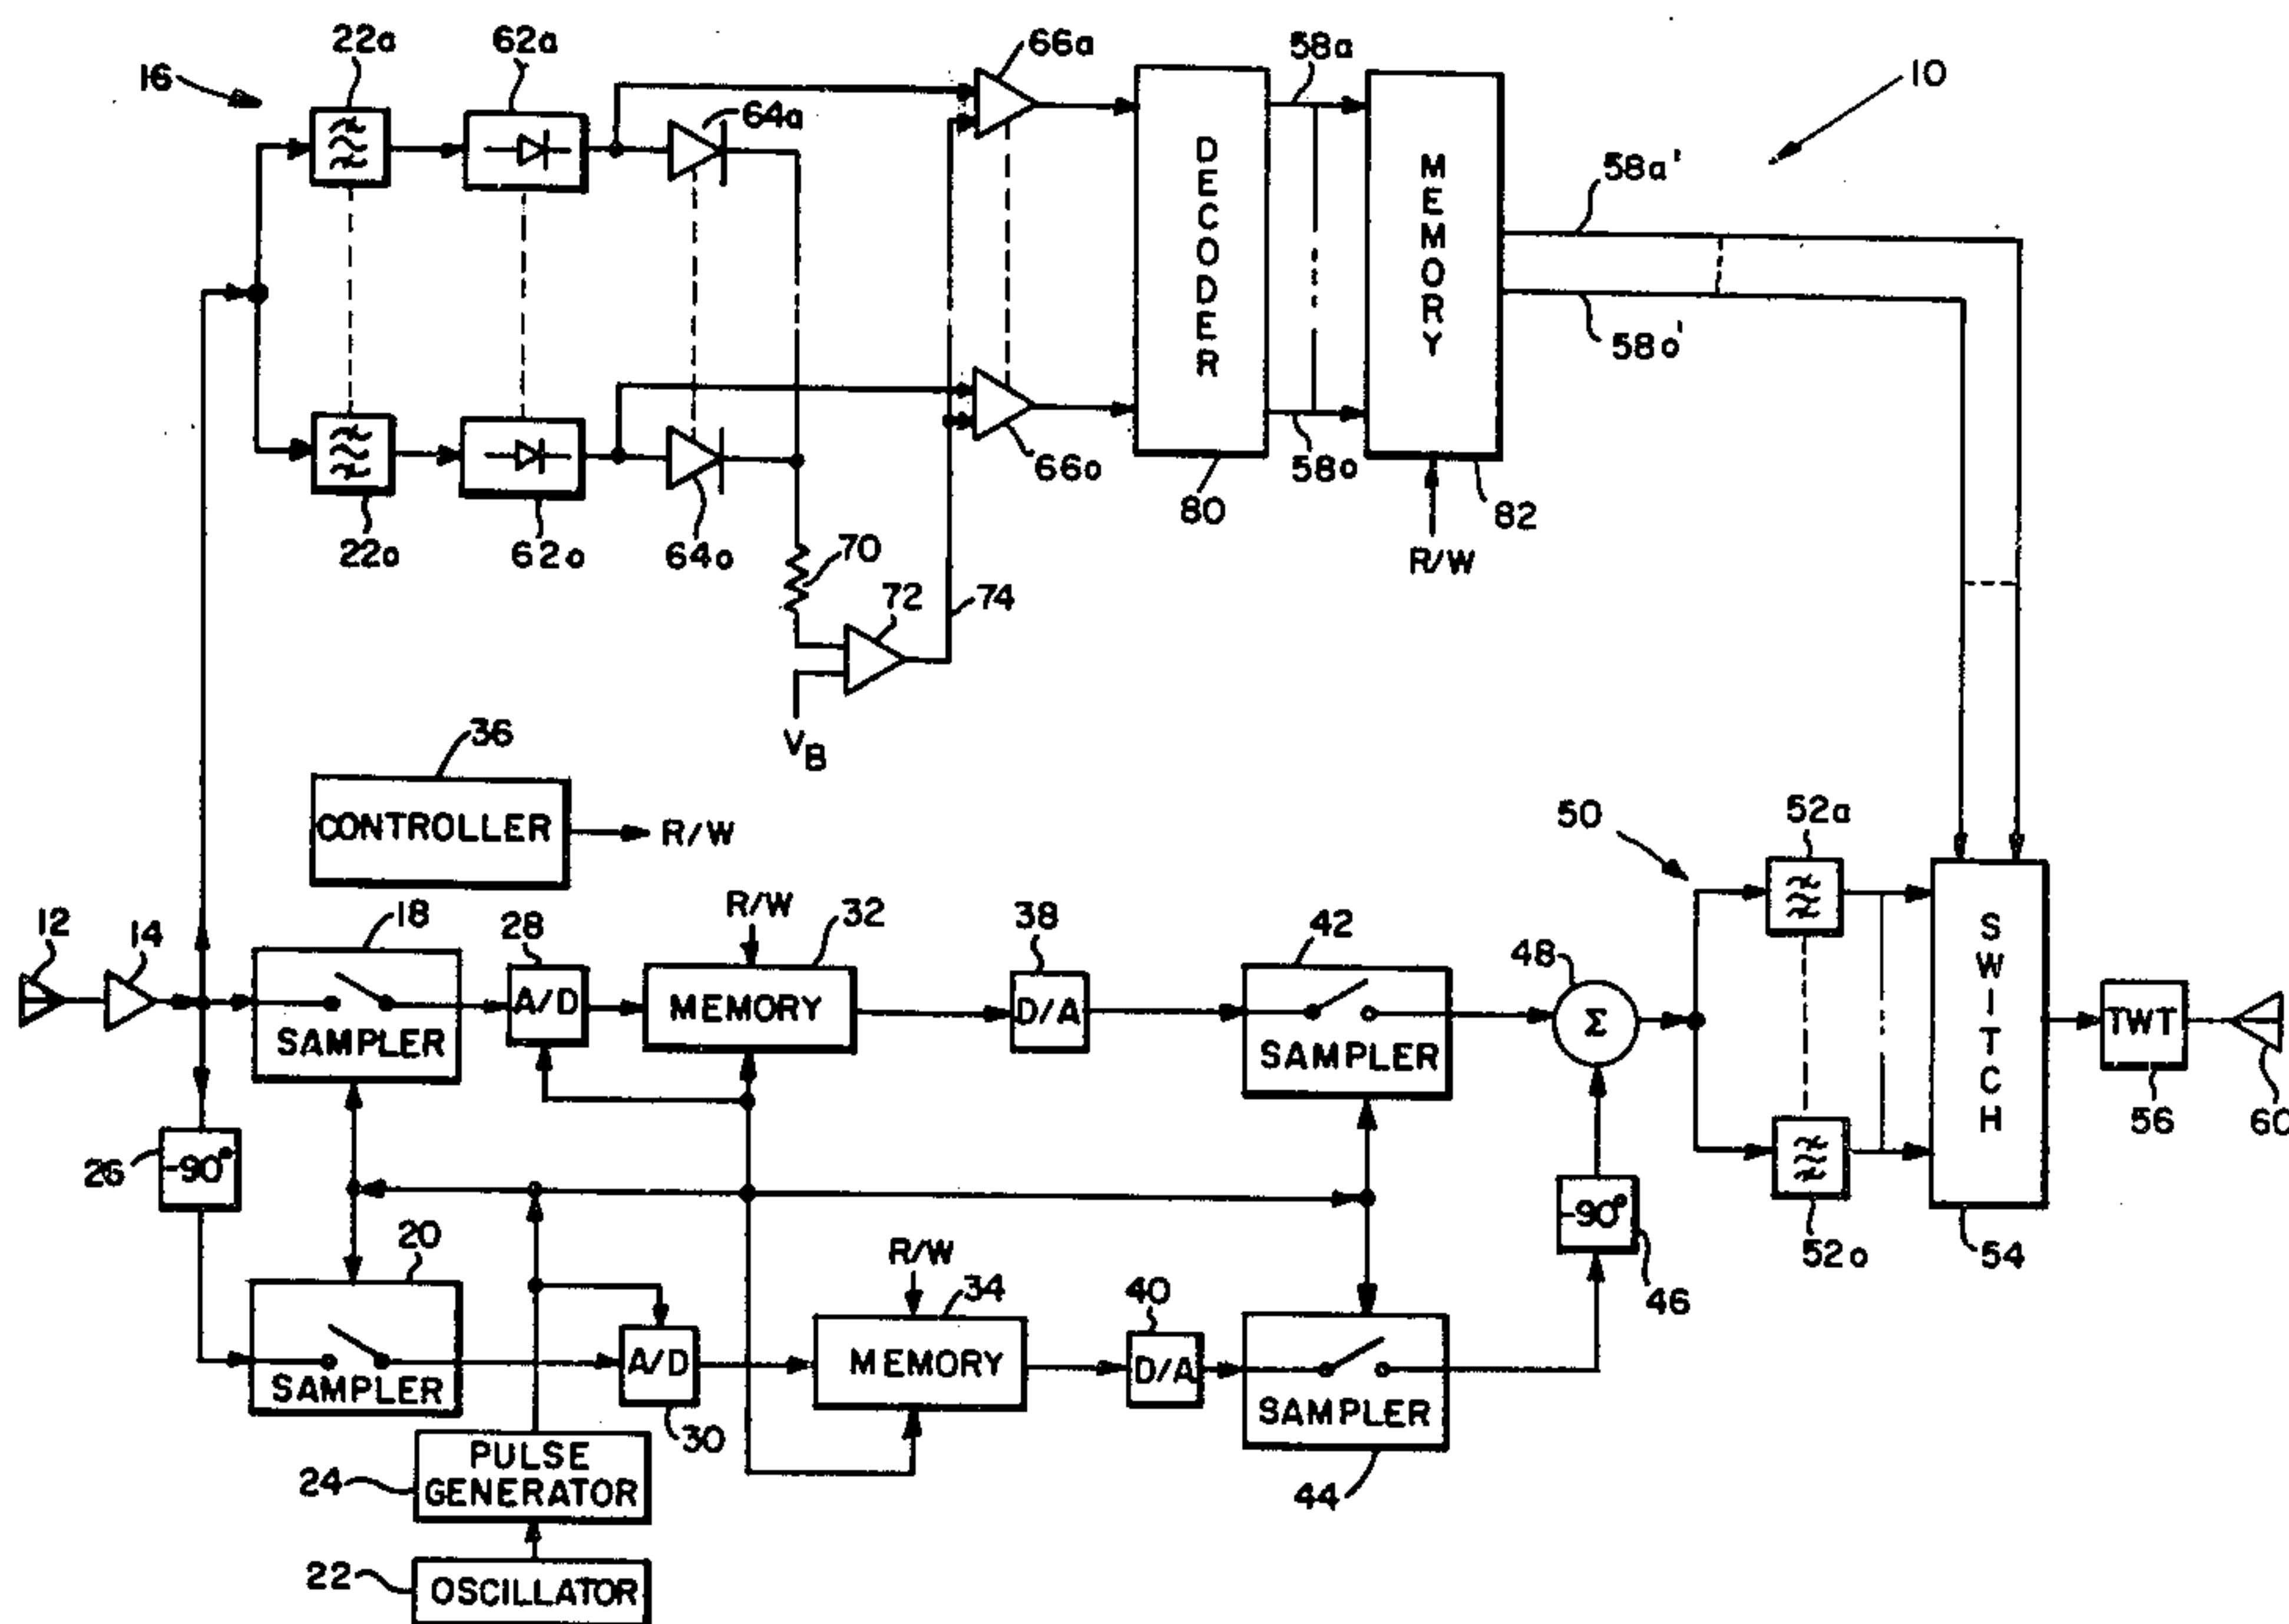 22a
62a
66a
58a
10
16
64a
DECODER
MEMORY
58a'
58o'
22o
62o
64o
66o
80
58o
82
R/W
70
72
74
VB
36
CONTROLLER
R/W
50
52a
12
14
18
28
R/W
32
38
42
48
SAMPLER
A/D
MEMORY
D/A
SAMPLER
Σ
SWITCH
TWT
56
60
26
-90°
20
R/W
34
40
-90°
46
52o
54
SAMPLER
A/D
30
MEMORY
D/A
SAMPLER
44
24
PULSE
GENERATOR
22
OSCILLATOR